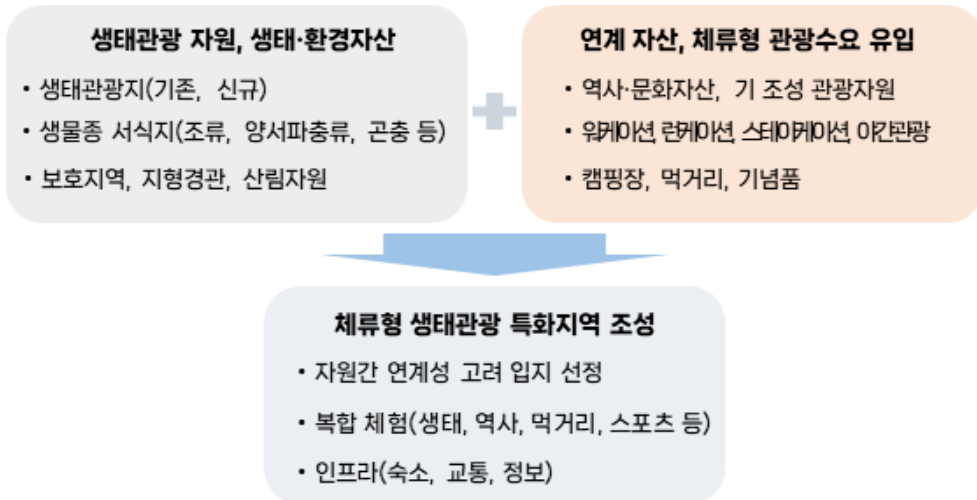 생태관광 자원, 생태·환경자산
• 생태관광지(기존, 신규)
• 생물종 서식지(조류, 양서파충류, 곤충 등)
• 보호지역, 지형경관, 산림자원
연계 자산, 체류형 관광수요 유입
• 역사·문화자산, 기 조성 관광자원
• 워케이션, 런케이션, 스테이케이션, 야간관광
• 캠핑장, 먹거리, 기념품
체류형 생태관광 특화지역 조성
• 자원간 연계성 고려 입지 선정
• 복합 체험(생태, 역사, 먹거리, 스포츠 등)
• 인프라(숙소, 교통, 정보)